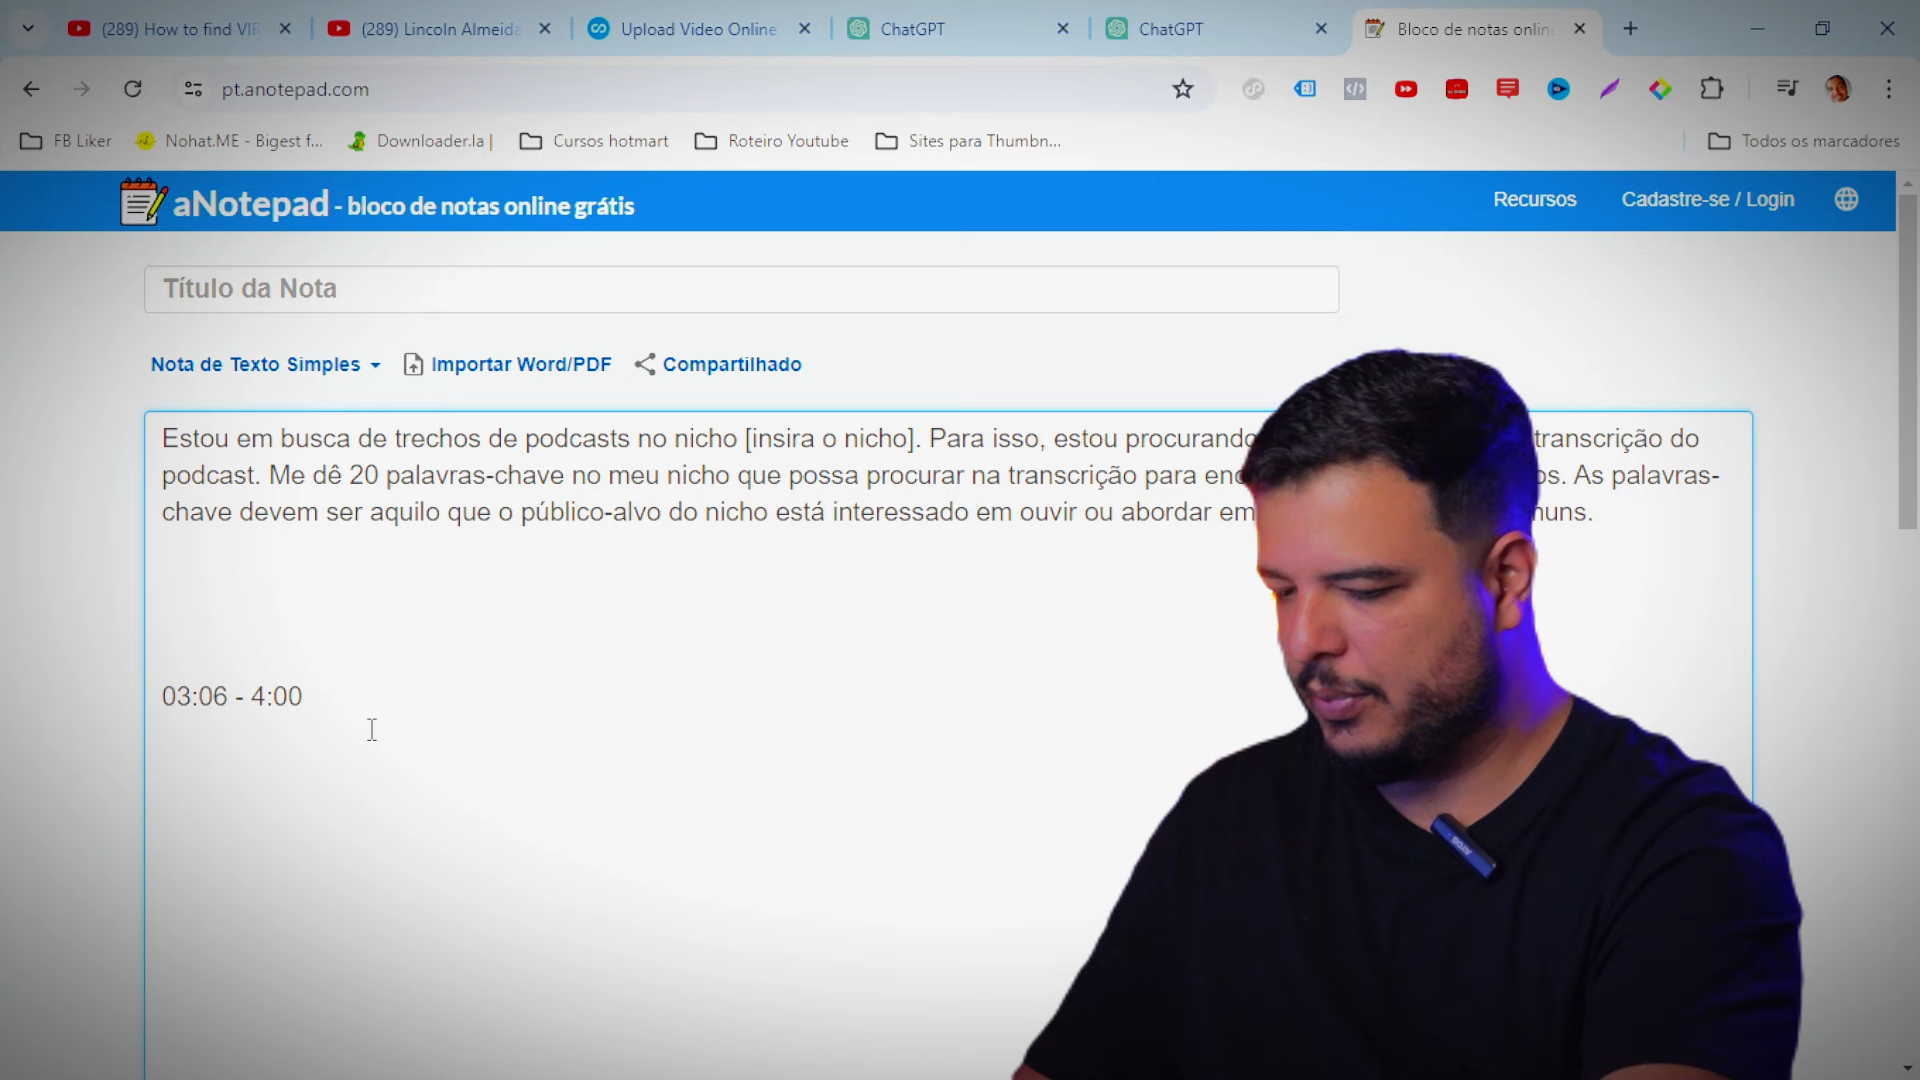 (289) How to find VIR
(289) Lincoln Almeida
Upload Video Online
ChatGPT
ChatGPT
Bloco de notas onlin
pt.anotepad.com
FB Liker
Nohat.ME - Bigest f...
Downloader.la |
Cursos hotmart
Roteiro Youtube
Sites para Thumbn...
Todos os marcadores
aNotepad - bloco de notas online grátis
Recursos
Cadastre-se / Login
Título da Nota
Nota de Texto Simples
Importar Word/PDF
Compartilhado
Estou em busca de trechos de podcasts no nicho [insira o nicho]. Para isso, estou procurando transcrição do
podcast. Me dê 20 palavras-chave no meu nicho que possa procurar na transcrição para os. As palavras-
chave devem ser aquilo que o público-alvo do nicho está interessado em ouvir ou abordar em
03:06 - 4:00